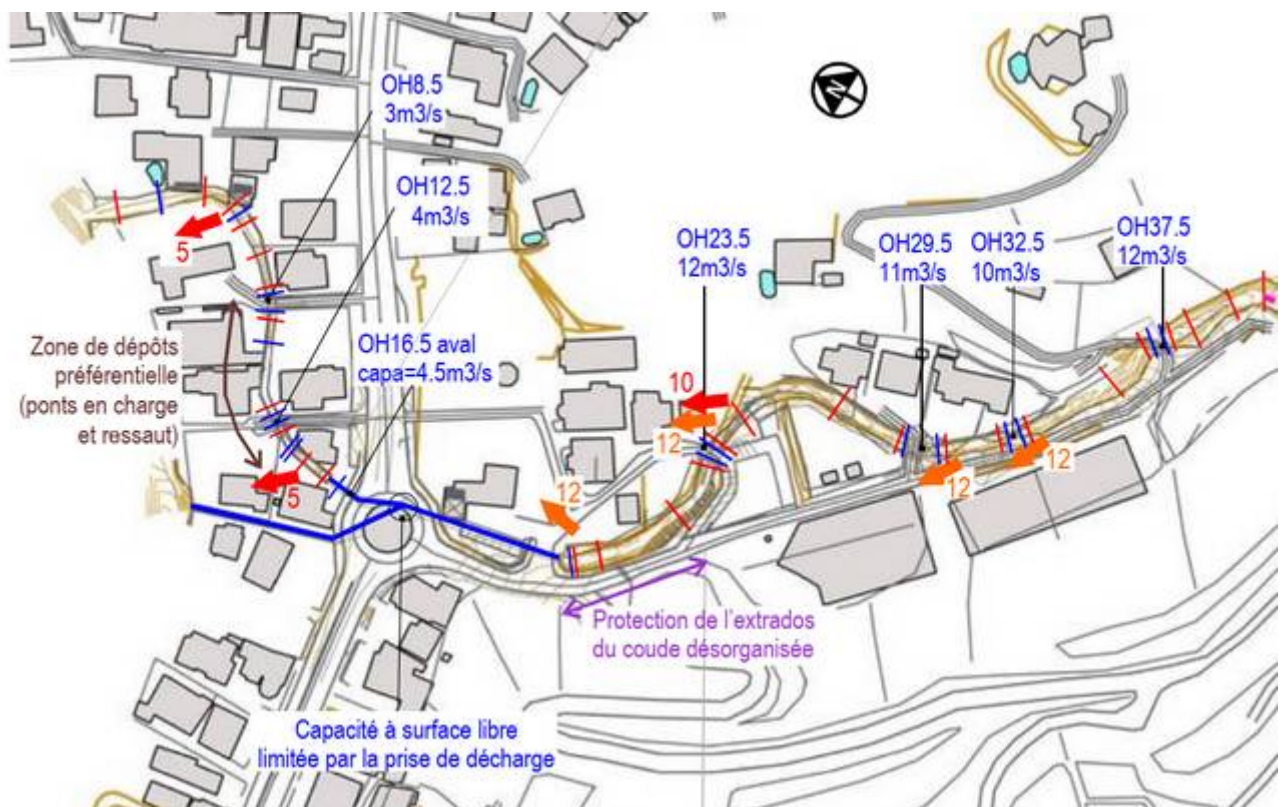 OH8.5
3m3/s
N
OH12.5
4m3/s
5
OH23.5
12m3/s
OH29.5
11m3/s
OH32.5
10m3/s
OH37.5
12m3/s
Zone de dépôts
préférentielle
(ponts en charge
et ressaut)
OH16.5 aval
capa=4.5m3/s
10
12
12
12
12
5
Protection de l'extrados
du coude désorganisée
Capacité à surface libre
limitée par la prise de décharge